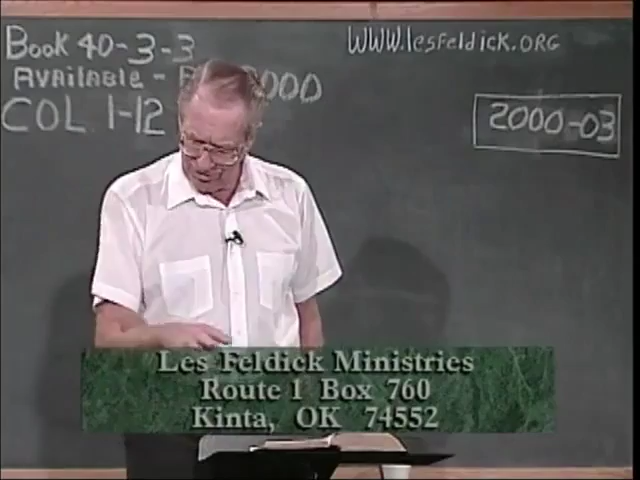 Book 40-3-3
WWW.lesfeldick.ORG
Available - 2000
COL 1-12
2000-03
Les Feldick Ministries
Route 1 Box 760
Kinta, OK 74552